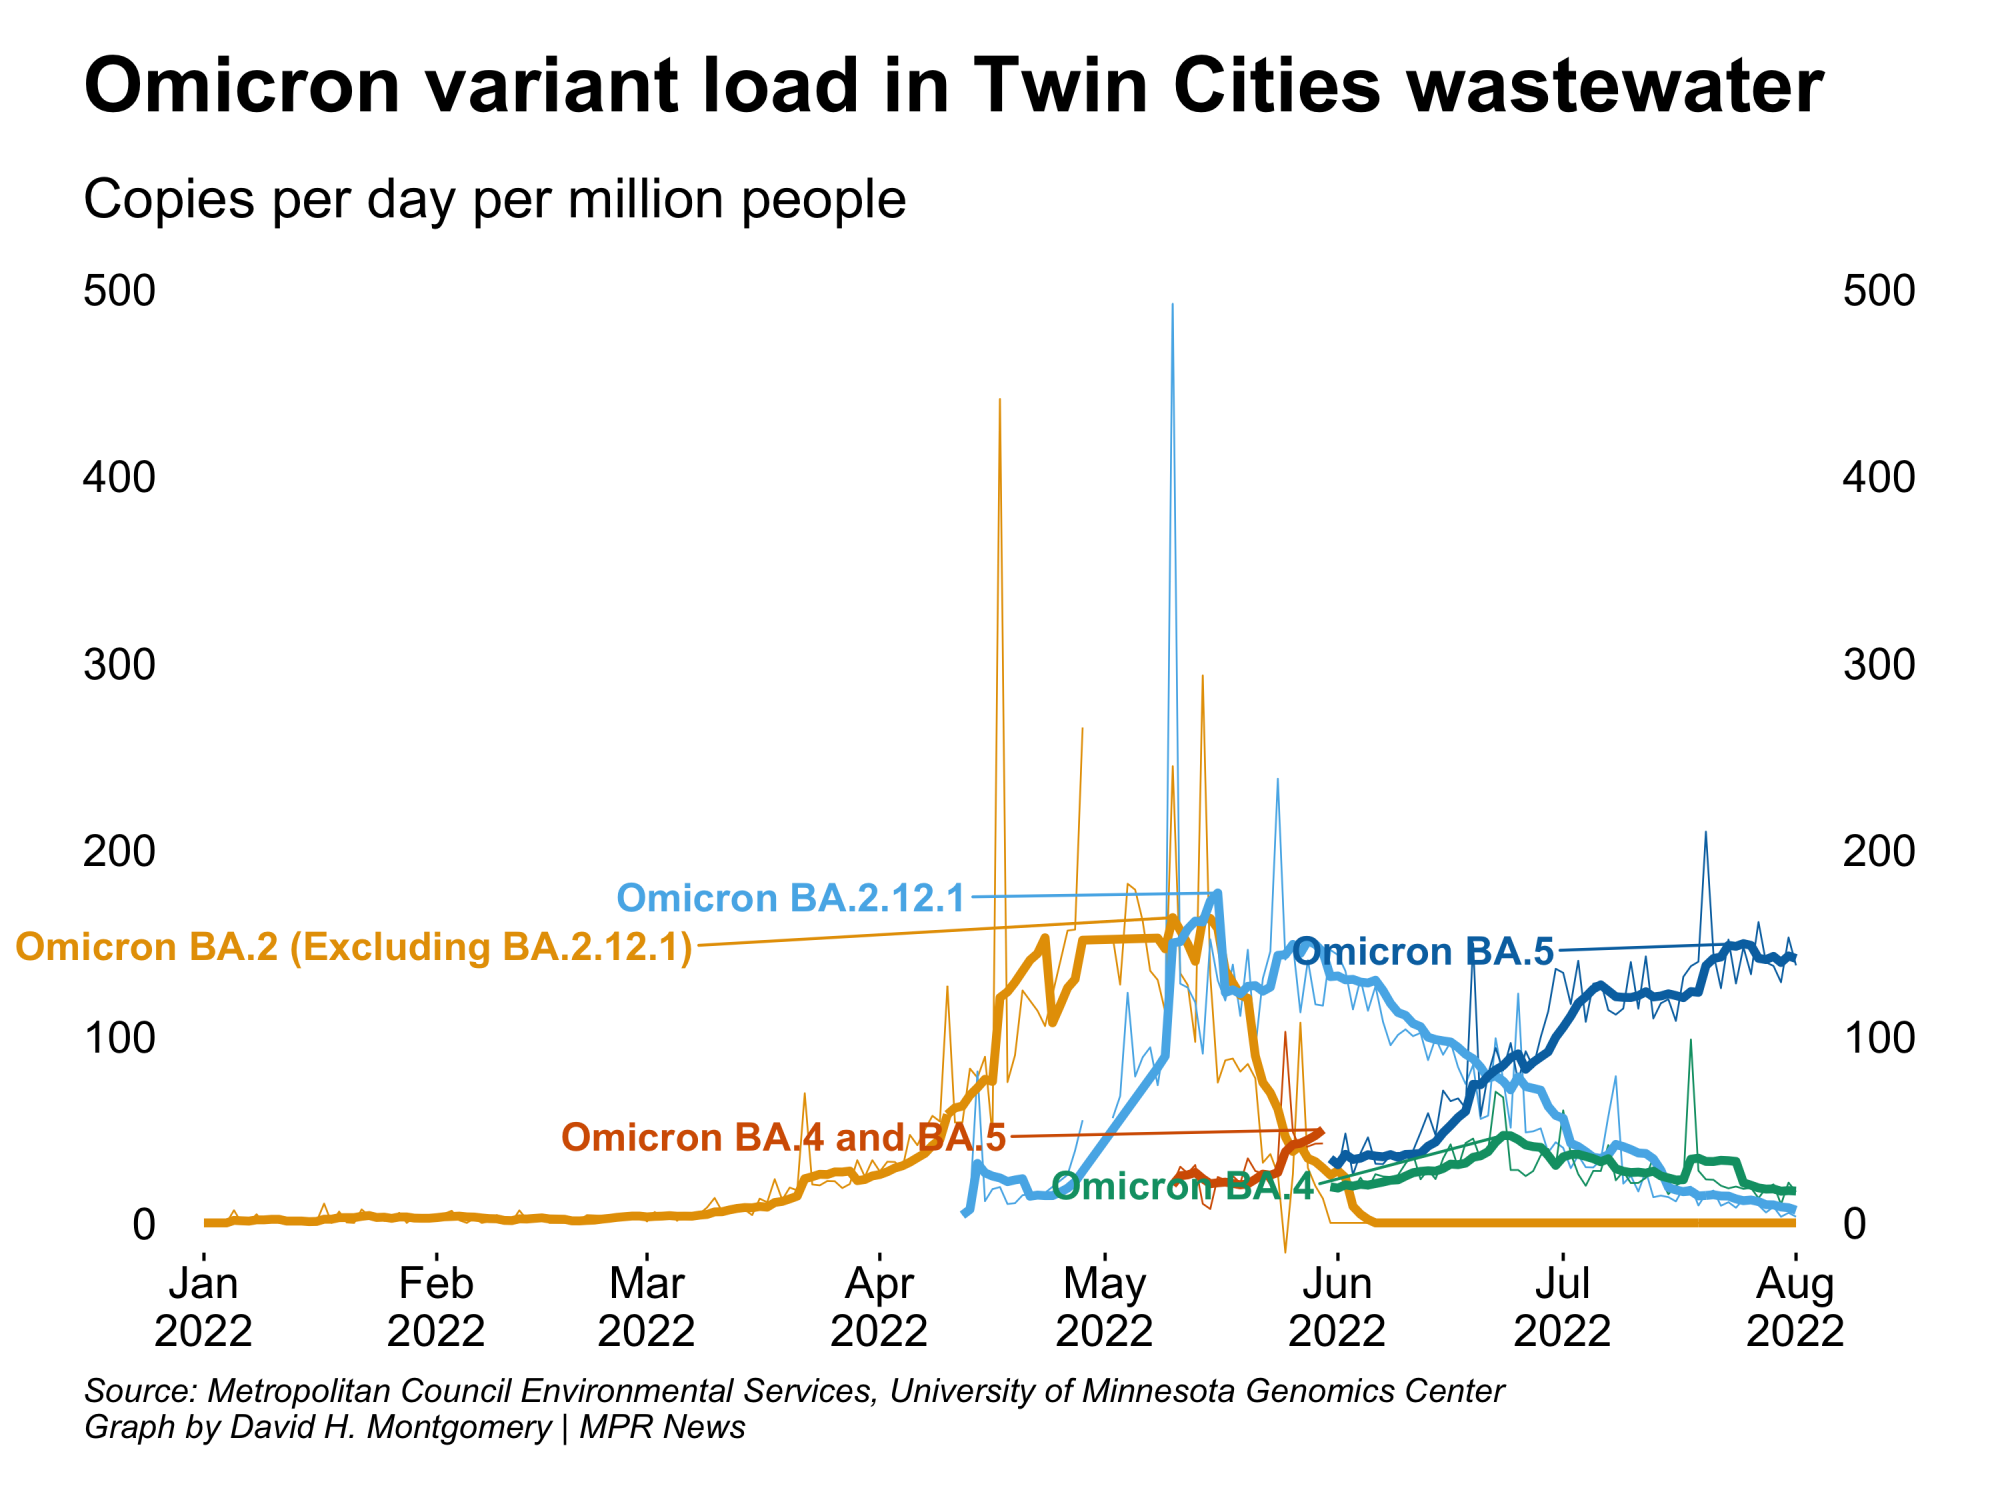 Omicron variant load in Twin Cities wastewater
Copies per day per million people
500 500
400 400
300 300
200 200
Omicron BA.2.12.1
Omicron BA.2 (Excluding BA.2.12.1)
Omicron BA.5
100 100
Omicron BA.4 and BA.5
Omicron BA.4
0 0
Jan Feb Mar Apr May Jun Jul Aug
2022 2022 2022 2022 2022 2022 2022 2022
Source: Metropolitan Council Environmental Services, University of Minnesota Genomics Center
Graph by David H. Montgomery | MPR News